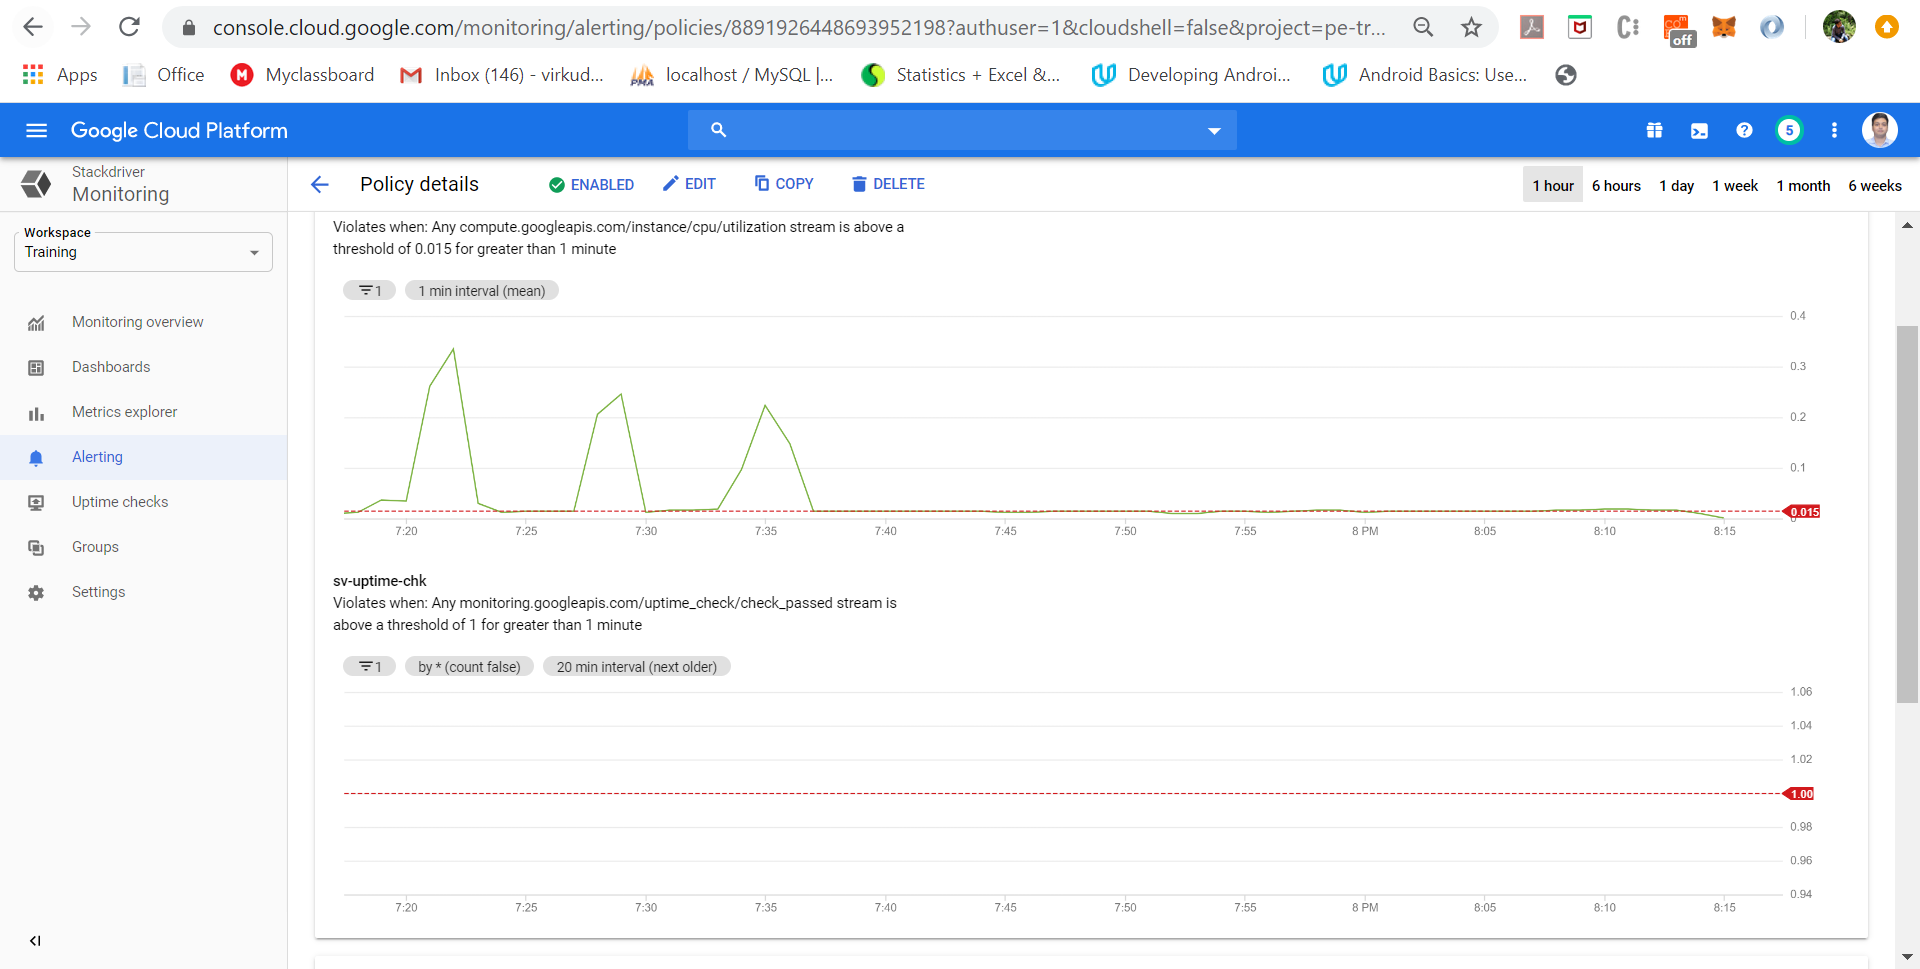 console.cloud.google.com/monitoring/alerting/policies/8891926448693952198?authuser=1&cloudshell=false&project=pe-tr...
off
Apps
Office
Myclassboard
Inbox (146) - virkud...
localhost / MySQL |...
Statistics + Excel &...
Developing Androi...
Android Basics: Use...
Google Cloud Platform
5
Stackdriver
Monitoring
Policy details
ENABLED
EDIT
COPY
DELETE
1 hour
6 hours
1 day
1 week
1 month
6 weeks
Workspace
Training
Monitoring overview
Dashboards
Metrics explorer
Alerting
Uptime checks
Groups
Settings
Violates when: Any compute.googleapis.com/instance/cpu/utilization stream is above a
threshold of 0.015 for greater than 1 minute
1
1 min interval (mean)
0.4
0.3
0.2
0.1
0.015
0
7:20
7:25
7:30
7:35
7:40
7:45
7:50
7:55
8 PM
8:05
8:10
8:15
sv-uptime-chk
Violates when: Any monitoring.googleapis.com/uptime_check/check_passed stream is
above a threshold of 1 for greater than 1 minute
1
by * (count false)
20 min interval (next older)
1.06
1.04
1.02
1.00
0.98
0.96
0.94
7:20
7:25
7:30
7:35
7:40
7:45
7:50
7:55
8 PM
8:05
8:10
8:15